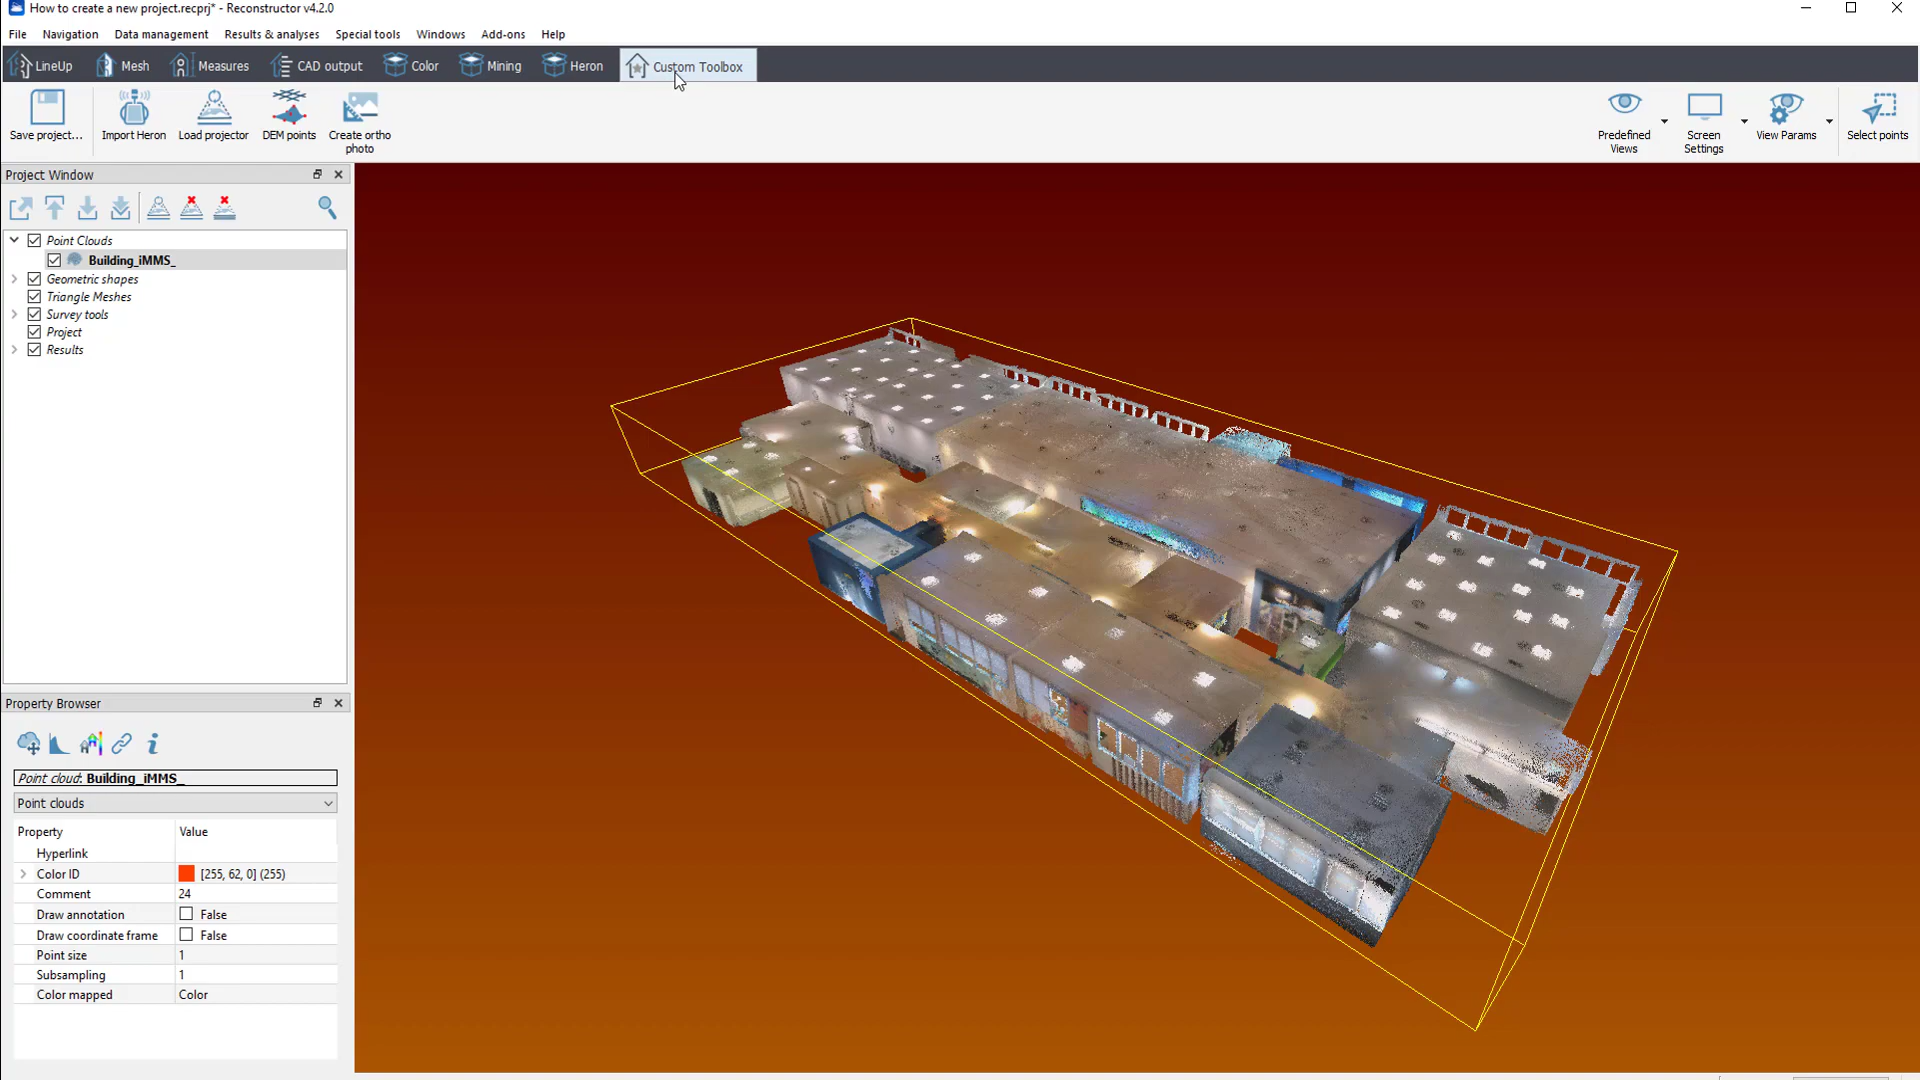 How to create a new project.recprj* - Reconstructor v4.2.0
File Navigation Data management Results & analyses Special tools Windows Add-ons Help
LineUp Mesh Measures CAD output Color Mining Heron Custom Toolbox
Save project... Import Heron Load projector DEM points Create ortho photo Predefined Views Screen Settings View Params Select points
Project Window
Point Clouds
Building_iMMS_
Geometric shapes
Triangle Meshes
Survey tools
Project
Results
Property Browser
Point cloud: Building_iMMS_
Point clouds
Property Value
Hyperlink
Color ID [255, 62, 0] (255)
Comment 24
Draw annotation False
Draw coordinate frame False
Point size 1
Subsampling 1
Color mapped Color